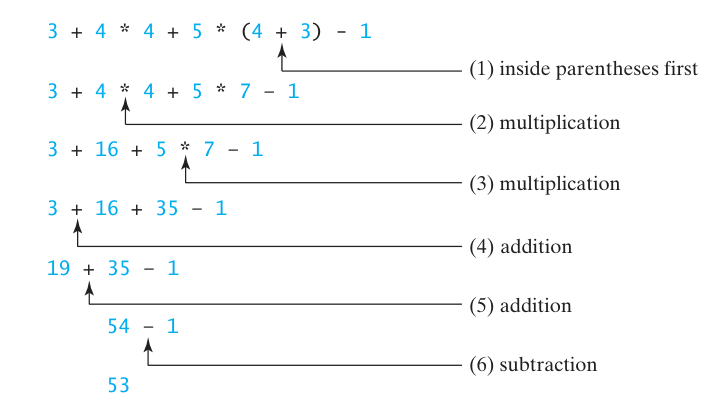 3 + 4 * 4 + 5 * (4 + 3) - 1
(1) inside parentheses first
3 + 4 * 4 + 5 * 7 – 1
(2) multiplication
3 + 16 + 5 * 7 – 1
(3) multiplication
3 + 16 + 35 – 1
(4) addition
19 + 35 – 1
(5) addition
54 – 1
(6) subtraction
53